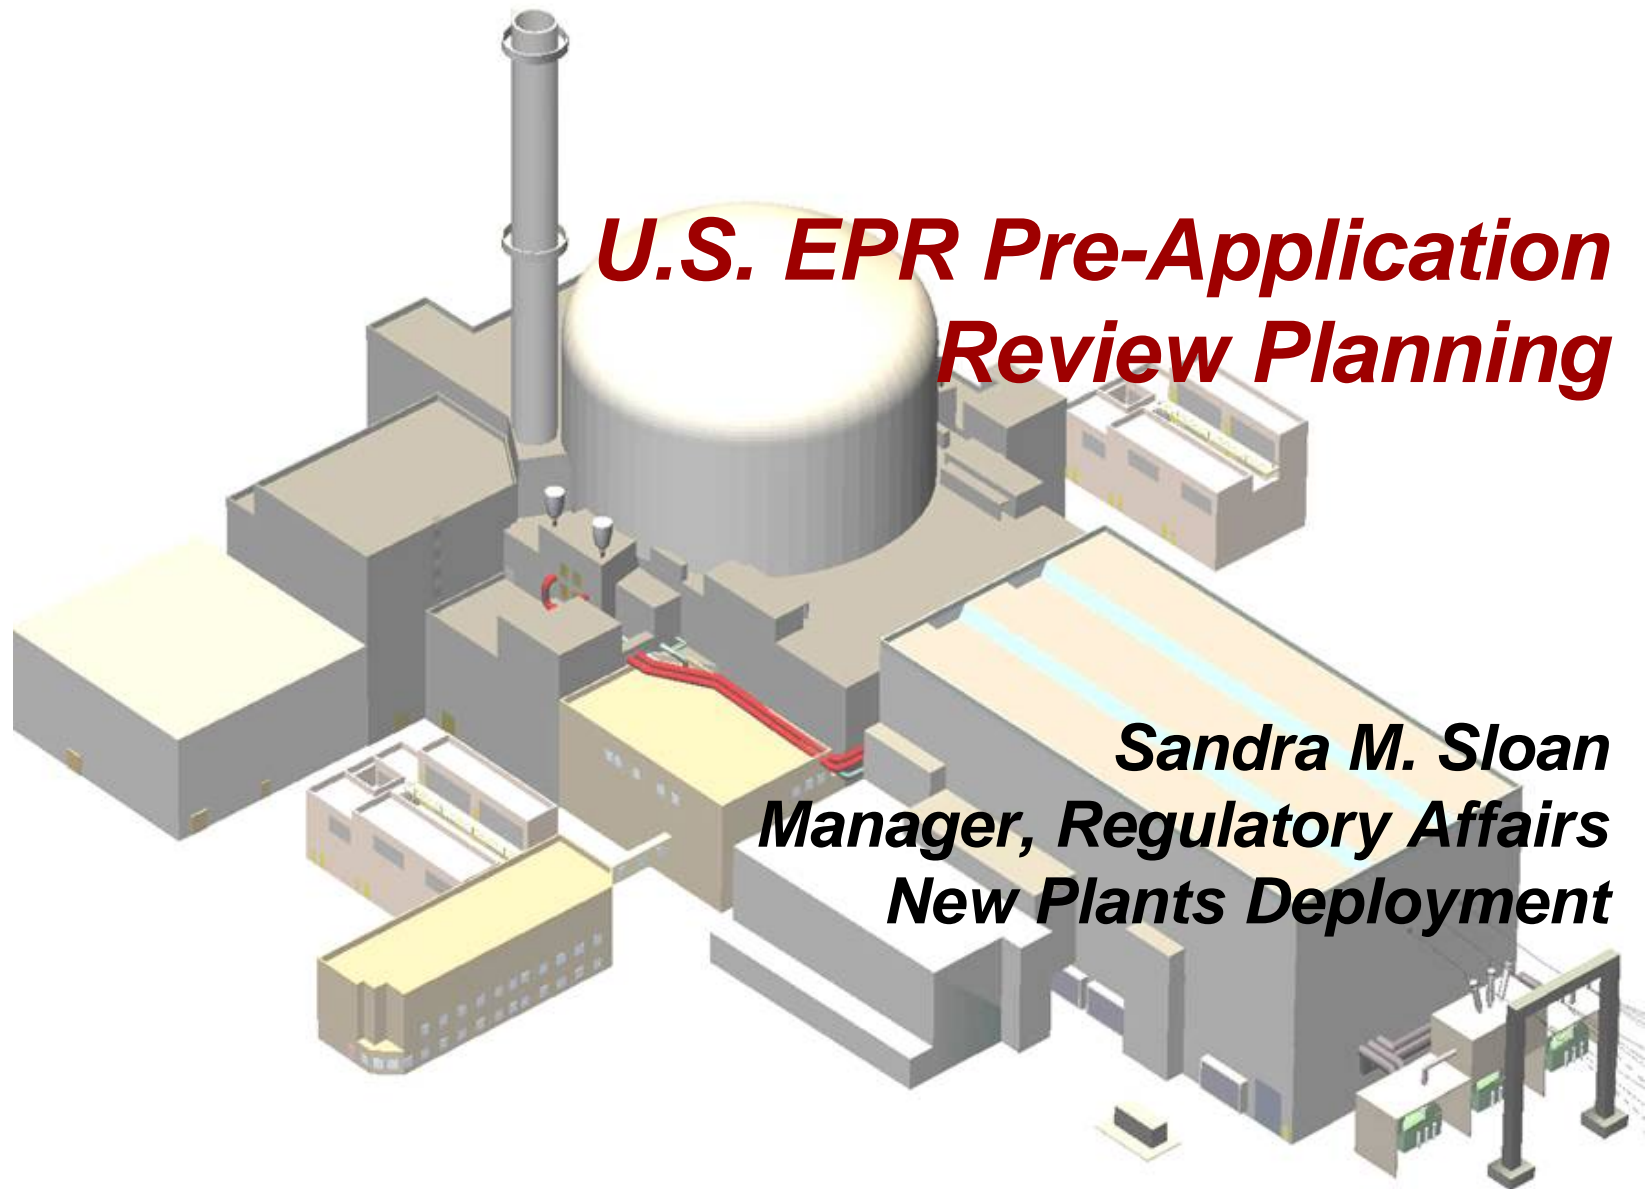 U.S. EPR Pre-Application
Review Planning
Sandra M. Sloan
Manager, Regulatory Affairs
New Plants Deployment